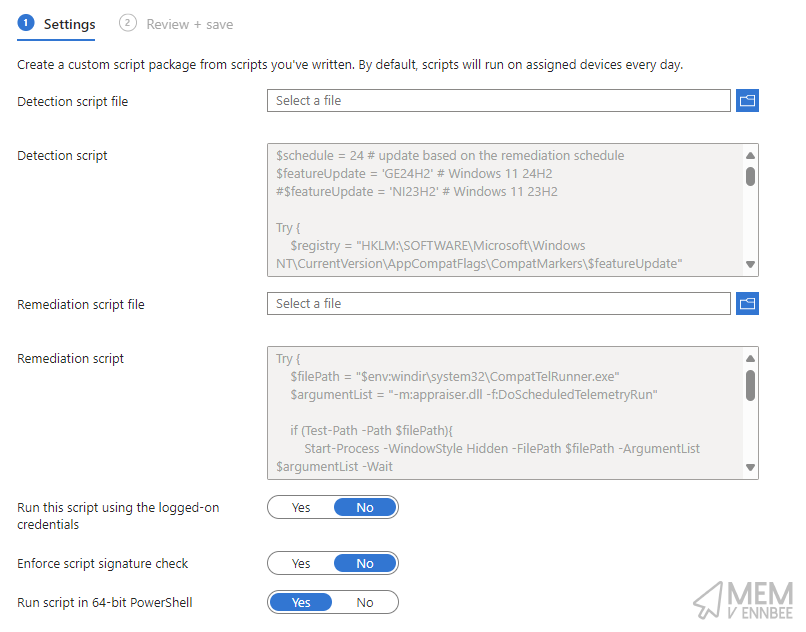 1 Settings 2 Review + save
Create a custom script package from scripts you've written. By default, scripts will run on assigned devices every day.
Detection script file Select a file
Detection script
$schedule = 24 # update based on the remediation schedule
$featureUpdate = 'GE24H2' # Windows 11 24H2
#$featureUpdate = 'NI23H2' # Windows 11 23H2
Try {
$registry = "HKLM:\SOFTWARE\Microsoft\Windows
NT\CurrentVersion\AppCompatFlags\CompatMarkers\$featureUpdate"
Remediation script file Select a file
Remediation script
Try {
$filePath = "$env:windir\system32\CompatTelRunner.exe"
$argumentList = "-m:appraiser.dll -f:DoScheduledTelemetryRun"
if (Test-Path -Path $filePath){
Start-Process -WindowStyle Hidden -FilePath $filePath -ArgumentList
$argumentList -Wait
Run this script using the logged-on
credentials
Yes No
Enforce script signature check Yes No
Run script in 64-bit PowerShell Yes No
MEM
V ENNBEE